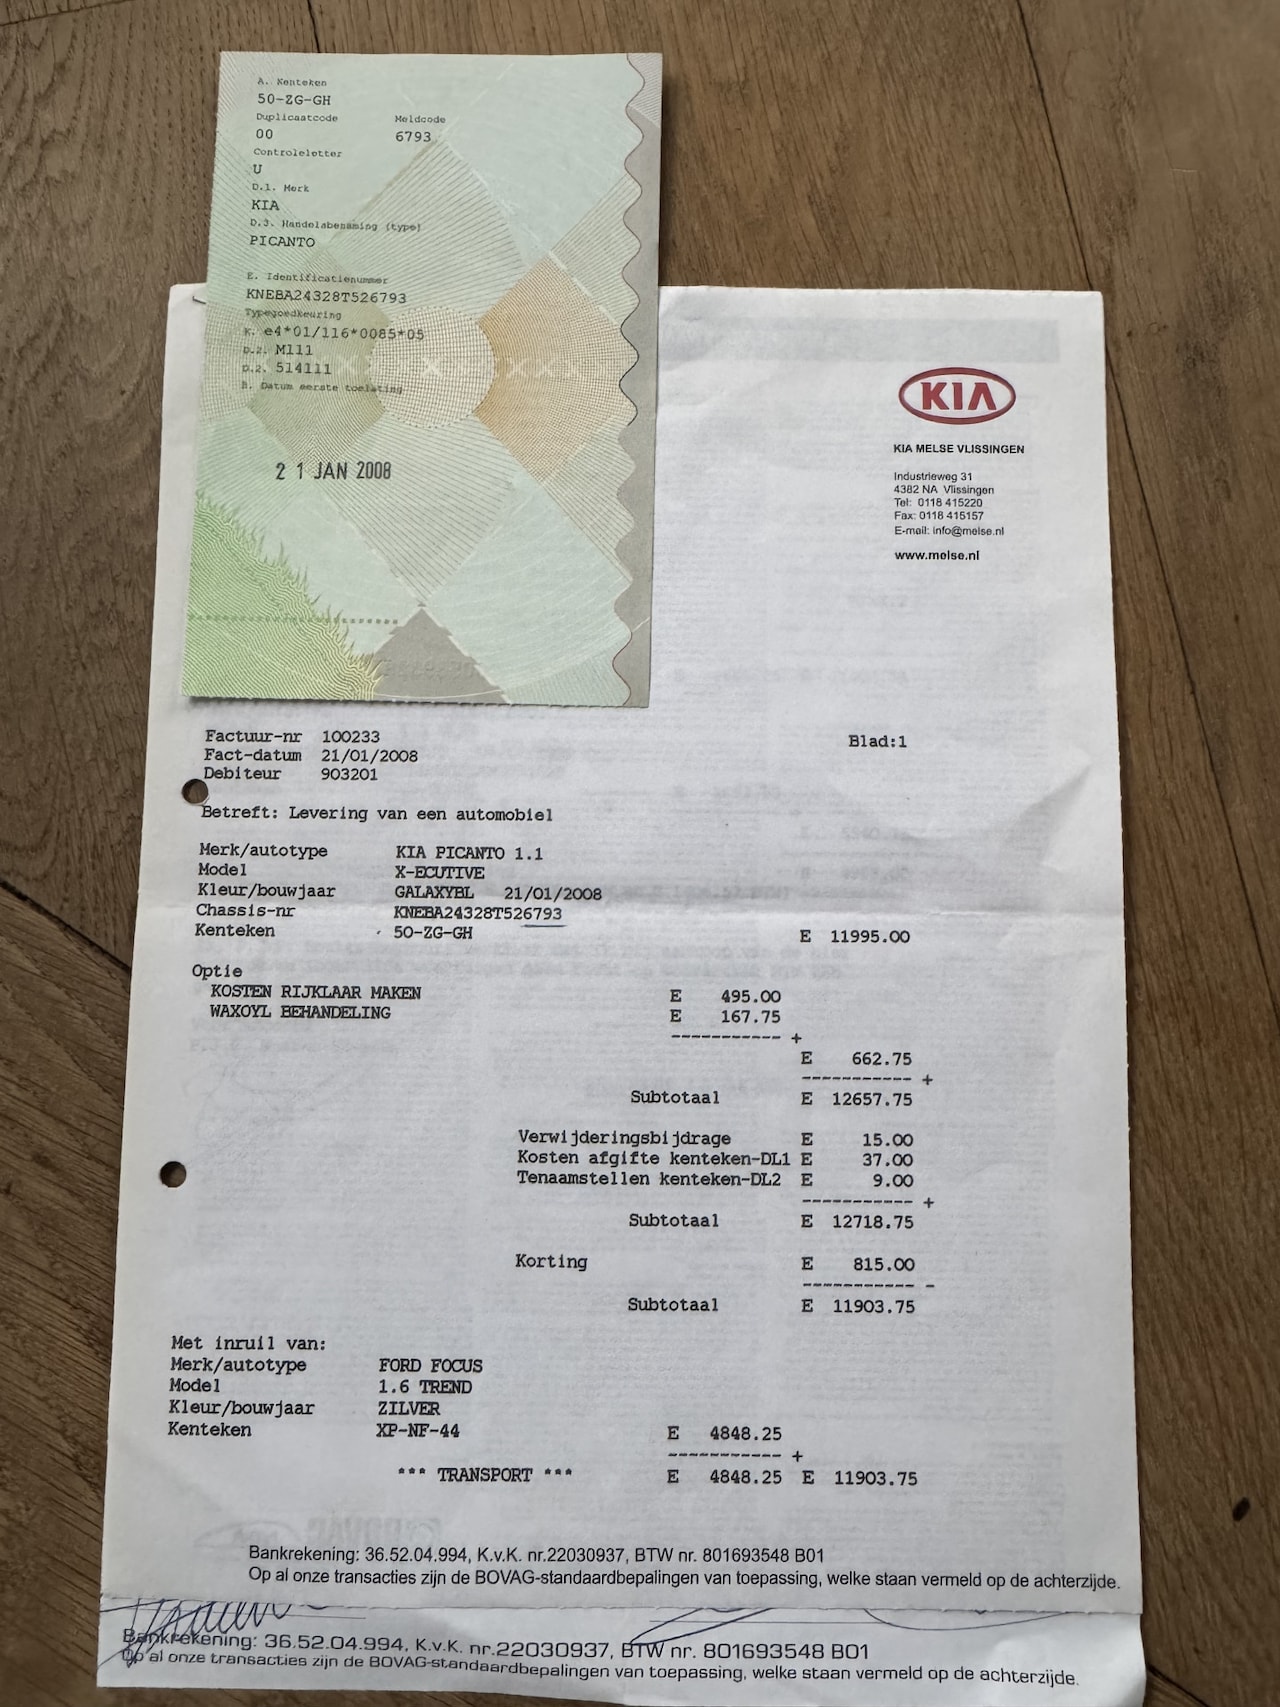 A. Kenteken
50-ZG-GH
Duplicaatcode Meldcode
00 6793
Controleletter
U
D.1. Merk
KIA
D.3. Handelsbenaming (type)
PICANTO
E. Identificatienummer
KNEBA24328T526793
Typegoedkeuring
K. e4*01/116*0085*05
D.2. M111
D.2. 514111
B. Datum eerste toelating
21 JAN 2008
KIA
KIA MELSE VLISSINGEN
Industrieweg 31
4382 NA Vlissingen
Tel: 0118 415220
Fax: 0118 415157
E-mail: info@melse.nl
www.melse.nl
Factuur-nr 100233 Blad:1
Fact-datum 21/01/2008
Debiteur 903201
Betreft: Levering van een automobiel
Merk/autotype KIA PICANTO 1.1
Model X-ECUTIVE
Kleur/bouwjaar GALAXYBL 21/01/2008
Chassis-nr KNEBA24328T526793
Kenteken 50-ZG-GH E 11995.00
Optie
KOSTEN RIJKLAAR MAKEN E 495.00
WAXOYL BEHANDELING E 167.75
----------- +
E 662.75
----------- +
Subtotaal E 12657.75
Verwijderingsbijdrage E 15.00
Kosten afgifte kenteken-DL1 E 37.00
Tenaamstellen kenteken-DL2 E 9.00
----------- +
Subtotaal E 12718.75
Korting E 815.00
----------- -
Subtotaal E 11903.75
Met inruil van:
Merk/autotype FORD FOCUS
Model 1.6 TREND
Kleur/bouwjaar ZILVER
Kenteken XP-NF-44 E 4848.25
----------- +
*** TRANSPORT *** E 4848.25 E 11903.75
Bankrekening: 36.52.04.994, K.v.K. nr.22030937, BTW nr. 801693548 B01
Op al onze transacties zijn de BOVAG-standaardbepalingen van toepassing, welke staan vermeld op de achterzijde.
Bankrekening: 36.52.04.994, K.v.K. nr.22030937, BTW nr. 801693548 B01
Op al onze transacties zijn de BOVAG-standaardbepalingen van toepassing, welke staan vermeld op de achterzijde.